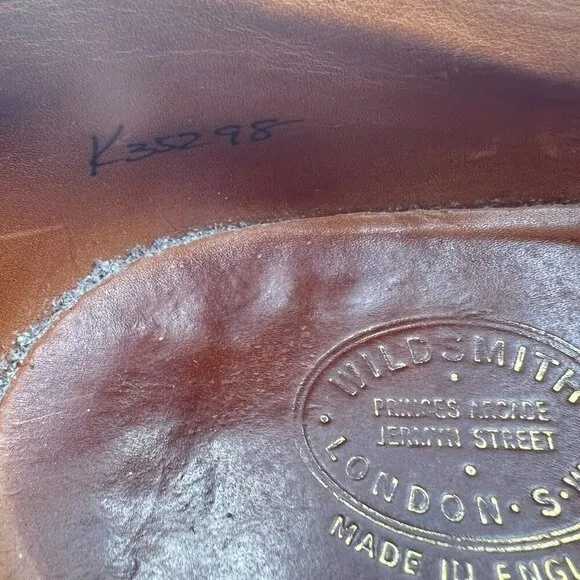 K35298
WILDSMITH
PRINCES ARCADE
JERMYN STREET
LONDON · S.W
MADE IN ENGL